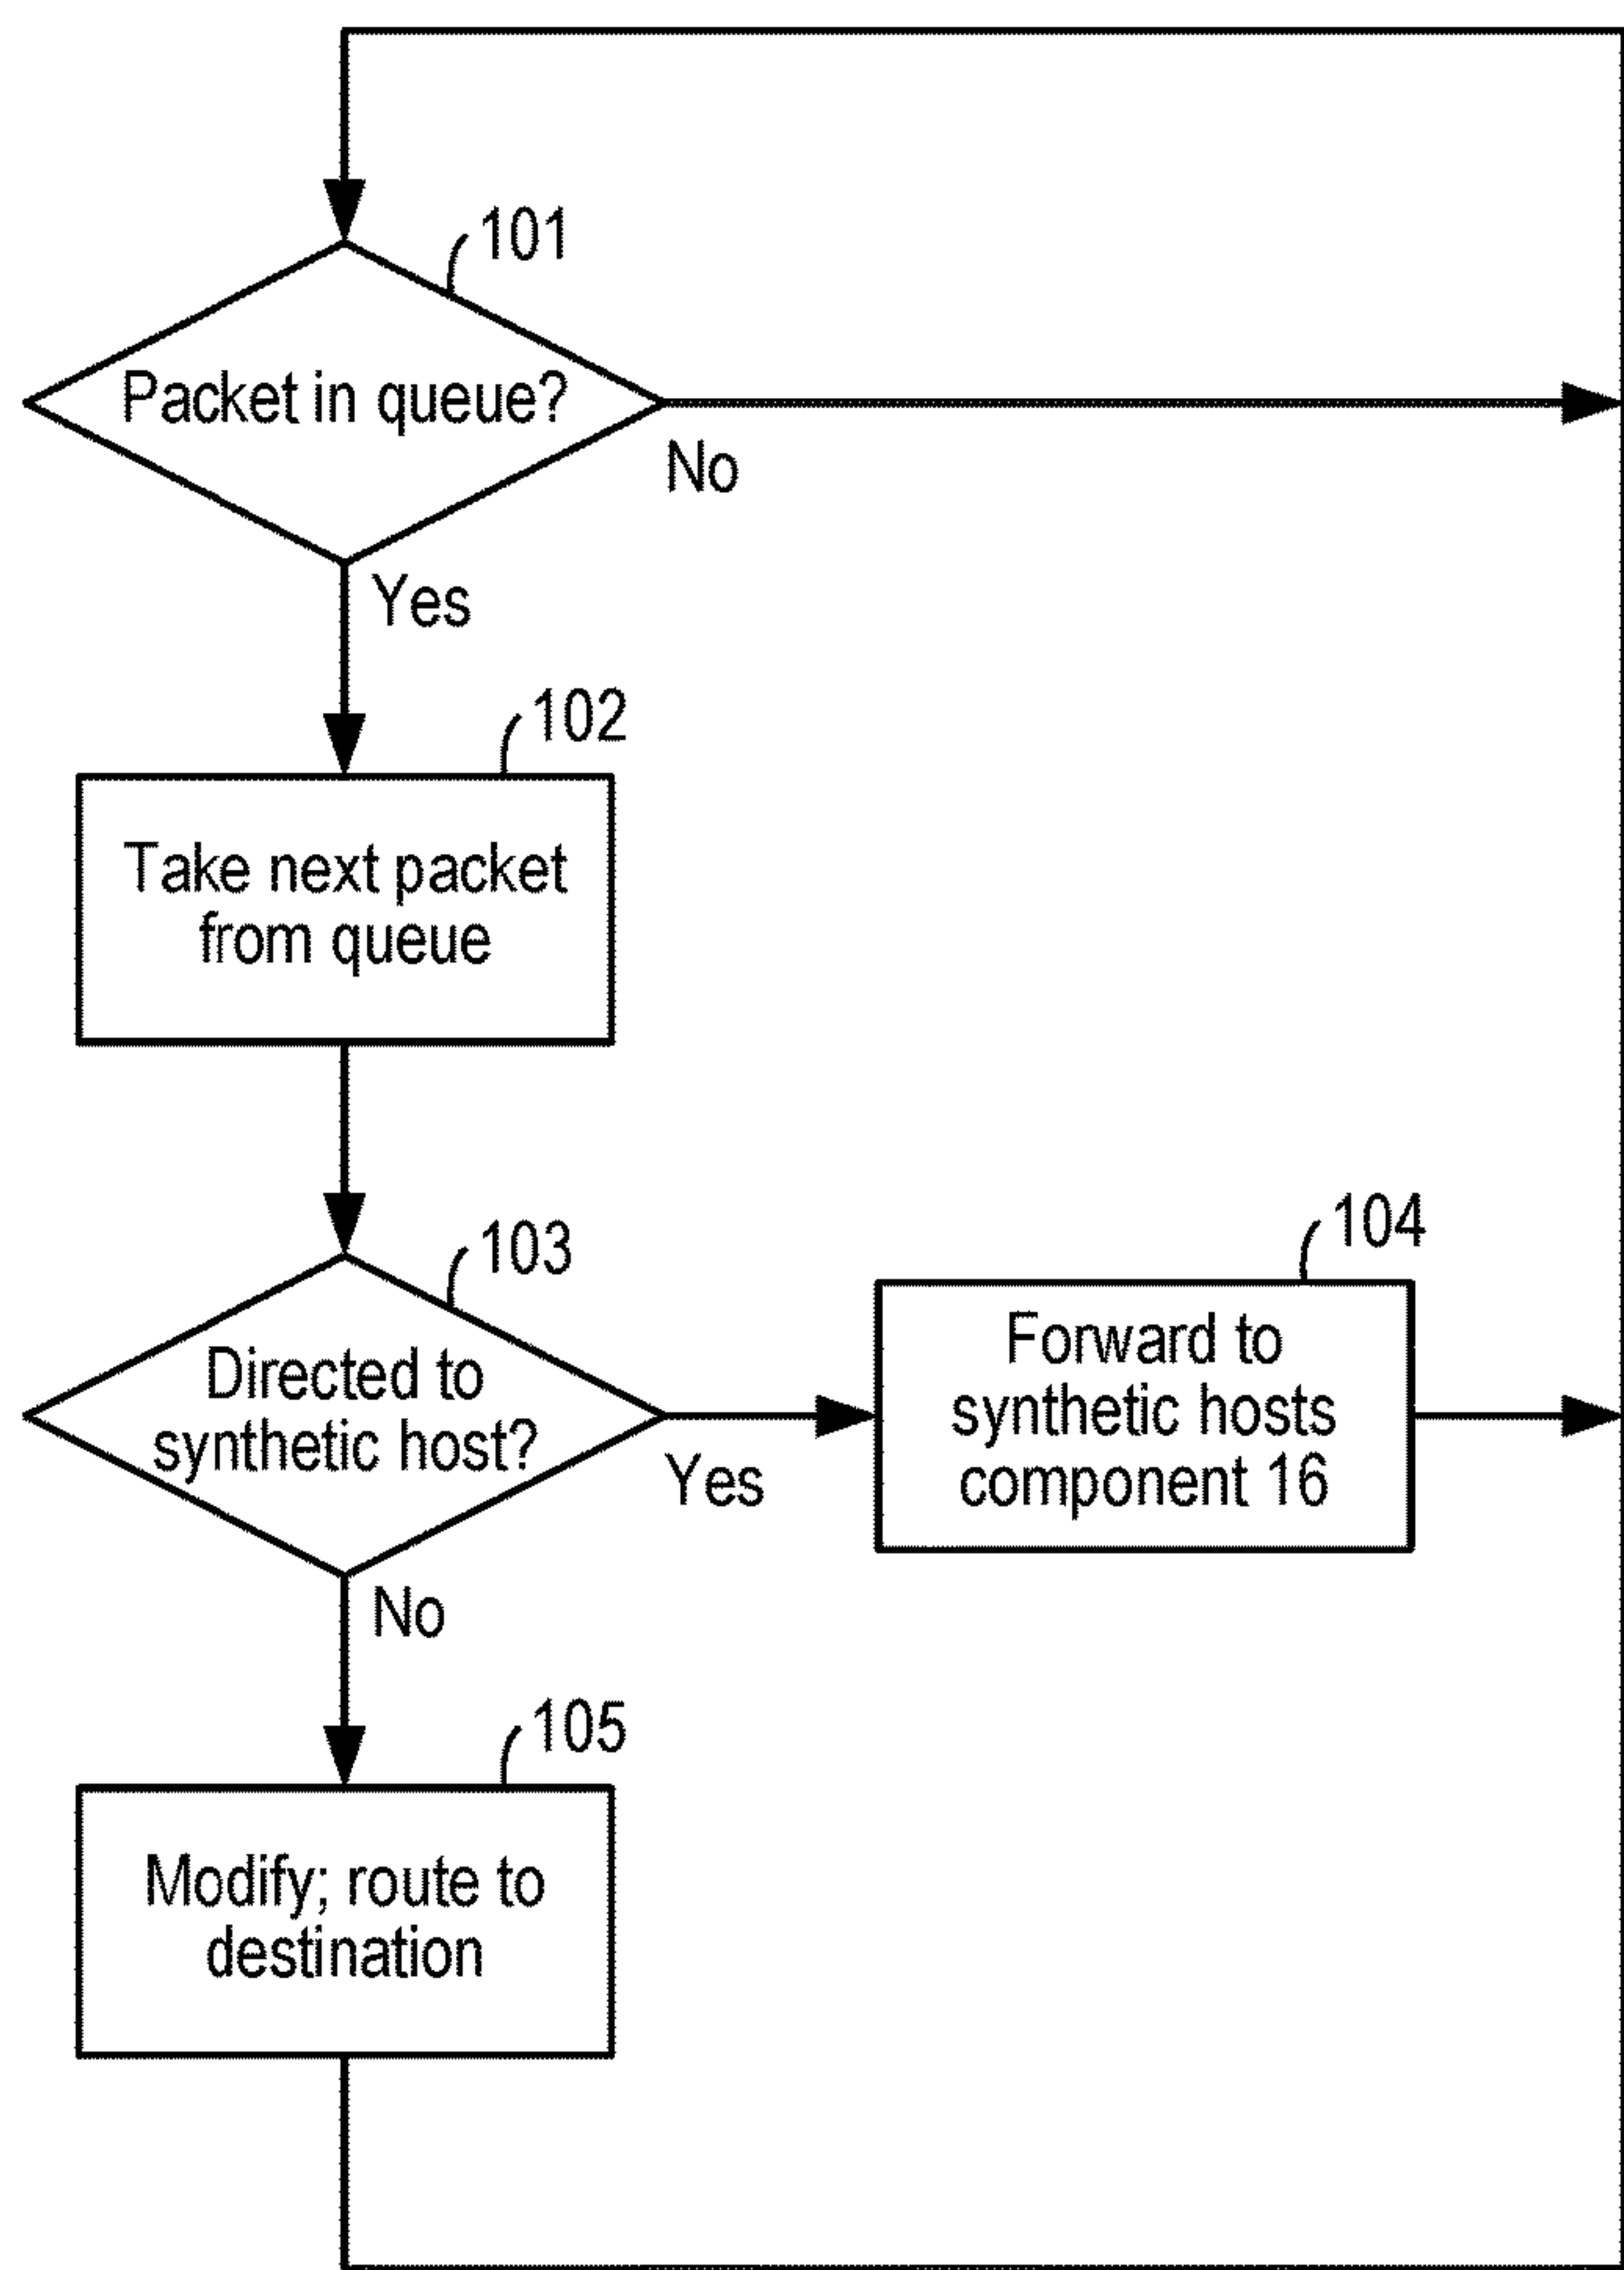 101
Packet in queue?
No
Yes
102
Take next packet
from queue
103
Directed to
synthetic host?
Yes
104
Forward to
synthetic hosts
component 16
No
105
Modify; route to
destination